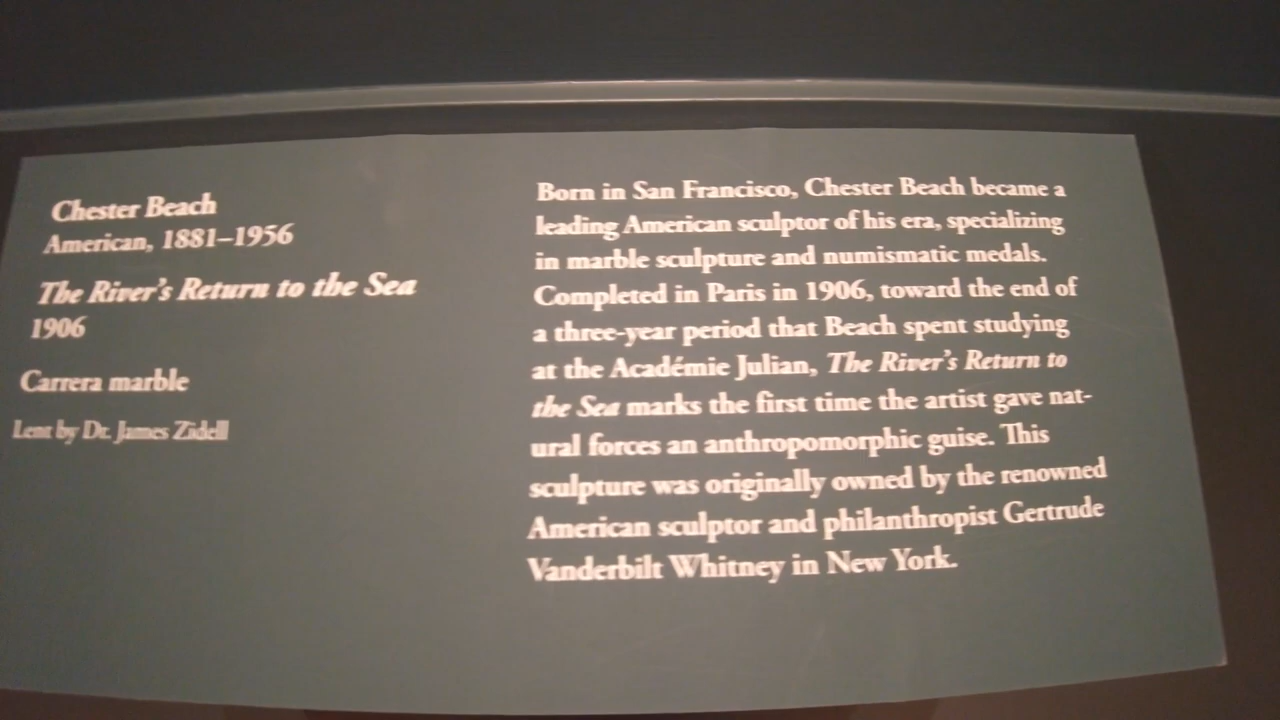 Chester Beach
American, 1881–1956
The River's Return to the Sea
1906
Carrera marble
Lent by Dr. James Zidell
Born in San Francisco, Chester Beach became a
leading American sculptor of his era, specializing
in marble sculpture and numismatic medals.
Completed in Paris in 1906, toward the end of
a three-year period that Beach spent studying
at the Académie Julian, The River's Return to
the Sea marks the first time the artist gave nat-
ural forces an anthropomorphic guise. This
sculpture was originally owned by the renowned
American sculptor and philanthropist Gertrude
Vanderbilt Whitney in New York.